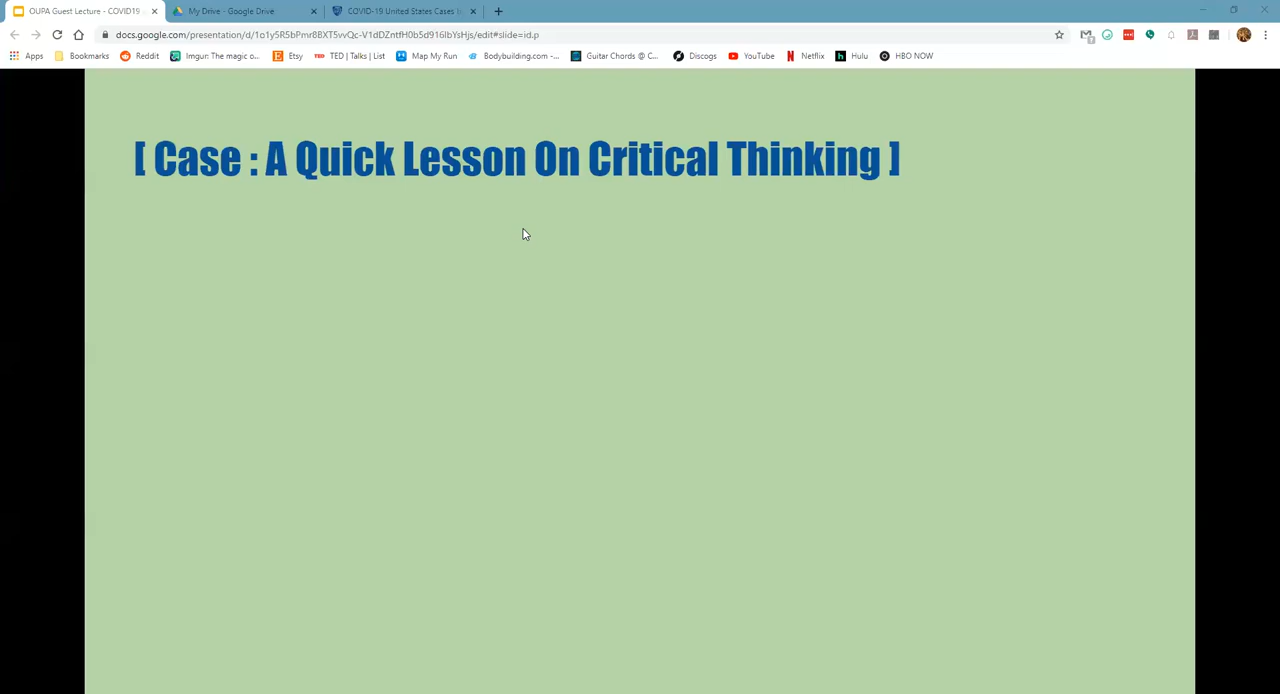 OUPA Guest Lecture - COVID19
My Drive - Google Drive
COVID-19 United States Cases
docs.google.com/presentation/d/1o1y5R5bPmr8BXT5vvQc-V1dDZntfH0b5d916IbYsHjs/edit#slide=id.p
Apps
Bookmarks
Reddit
Imgur: The magic o...
Etsy
TED | Talks | List
Map My Run
Bodybuilding.com -...
Guitar Chords @ C...
Discogs
YouTube
Netflix
Hulu
HBO NOW
[ Case : A Quick Lesson On Critical Thinking ]